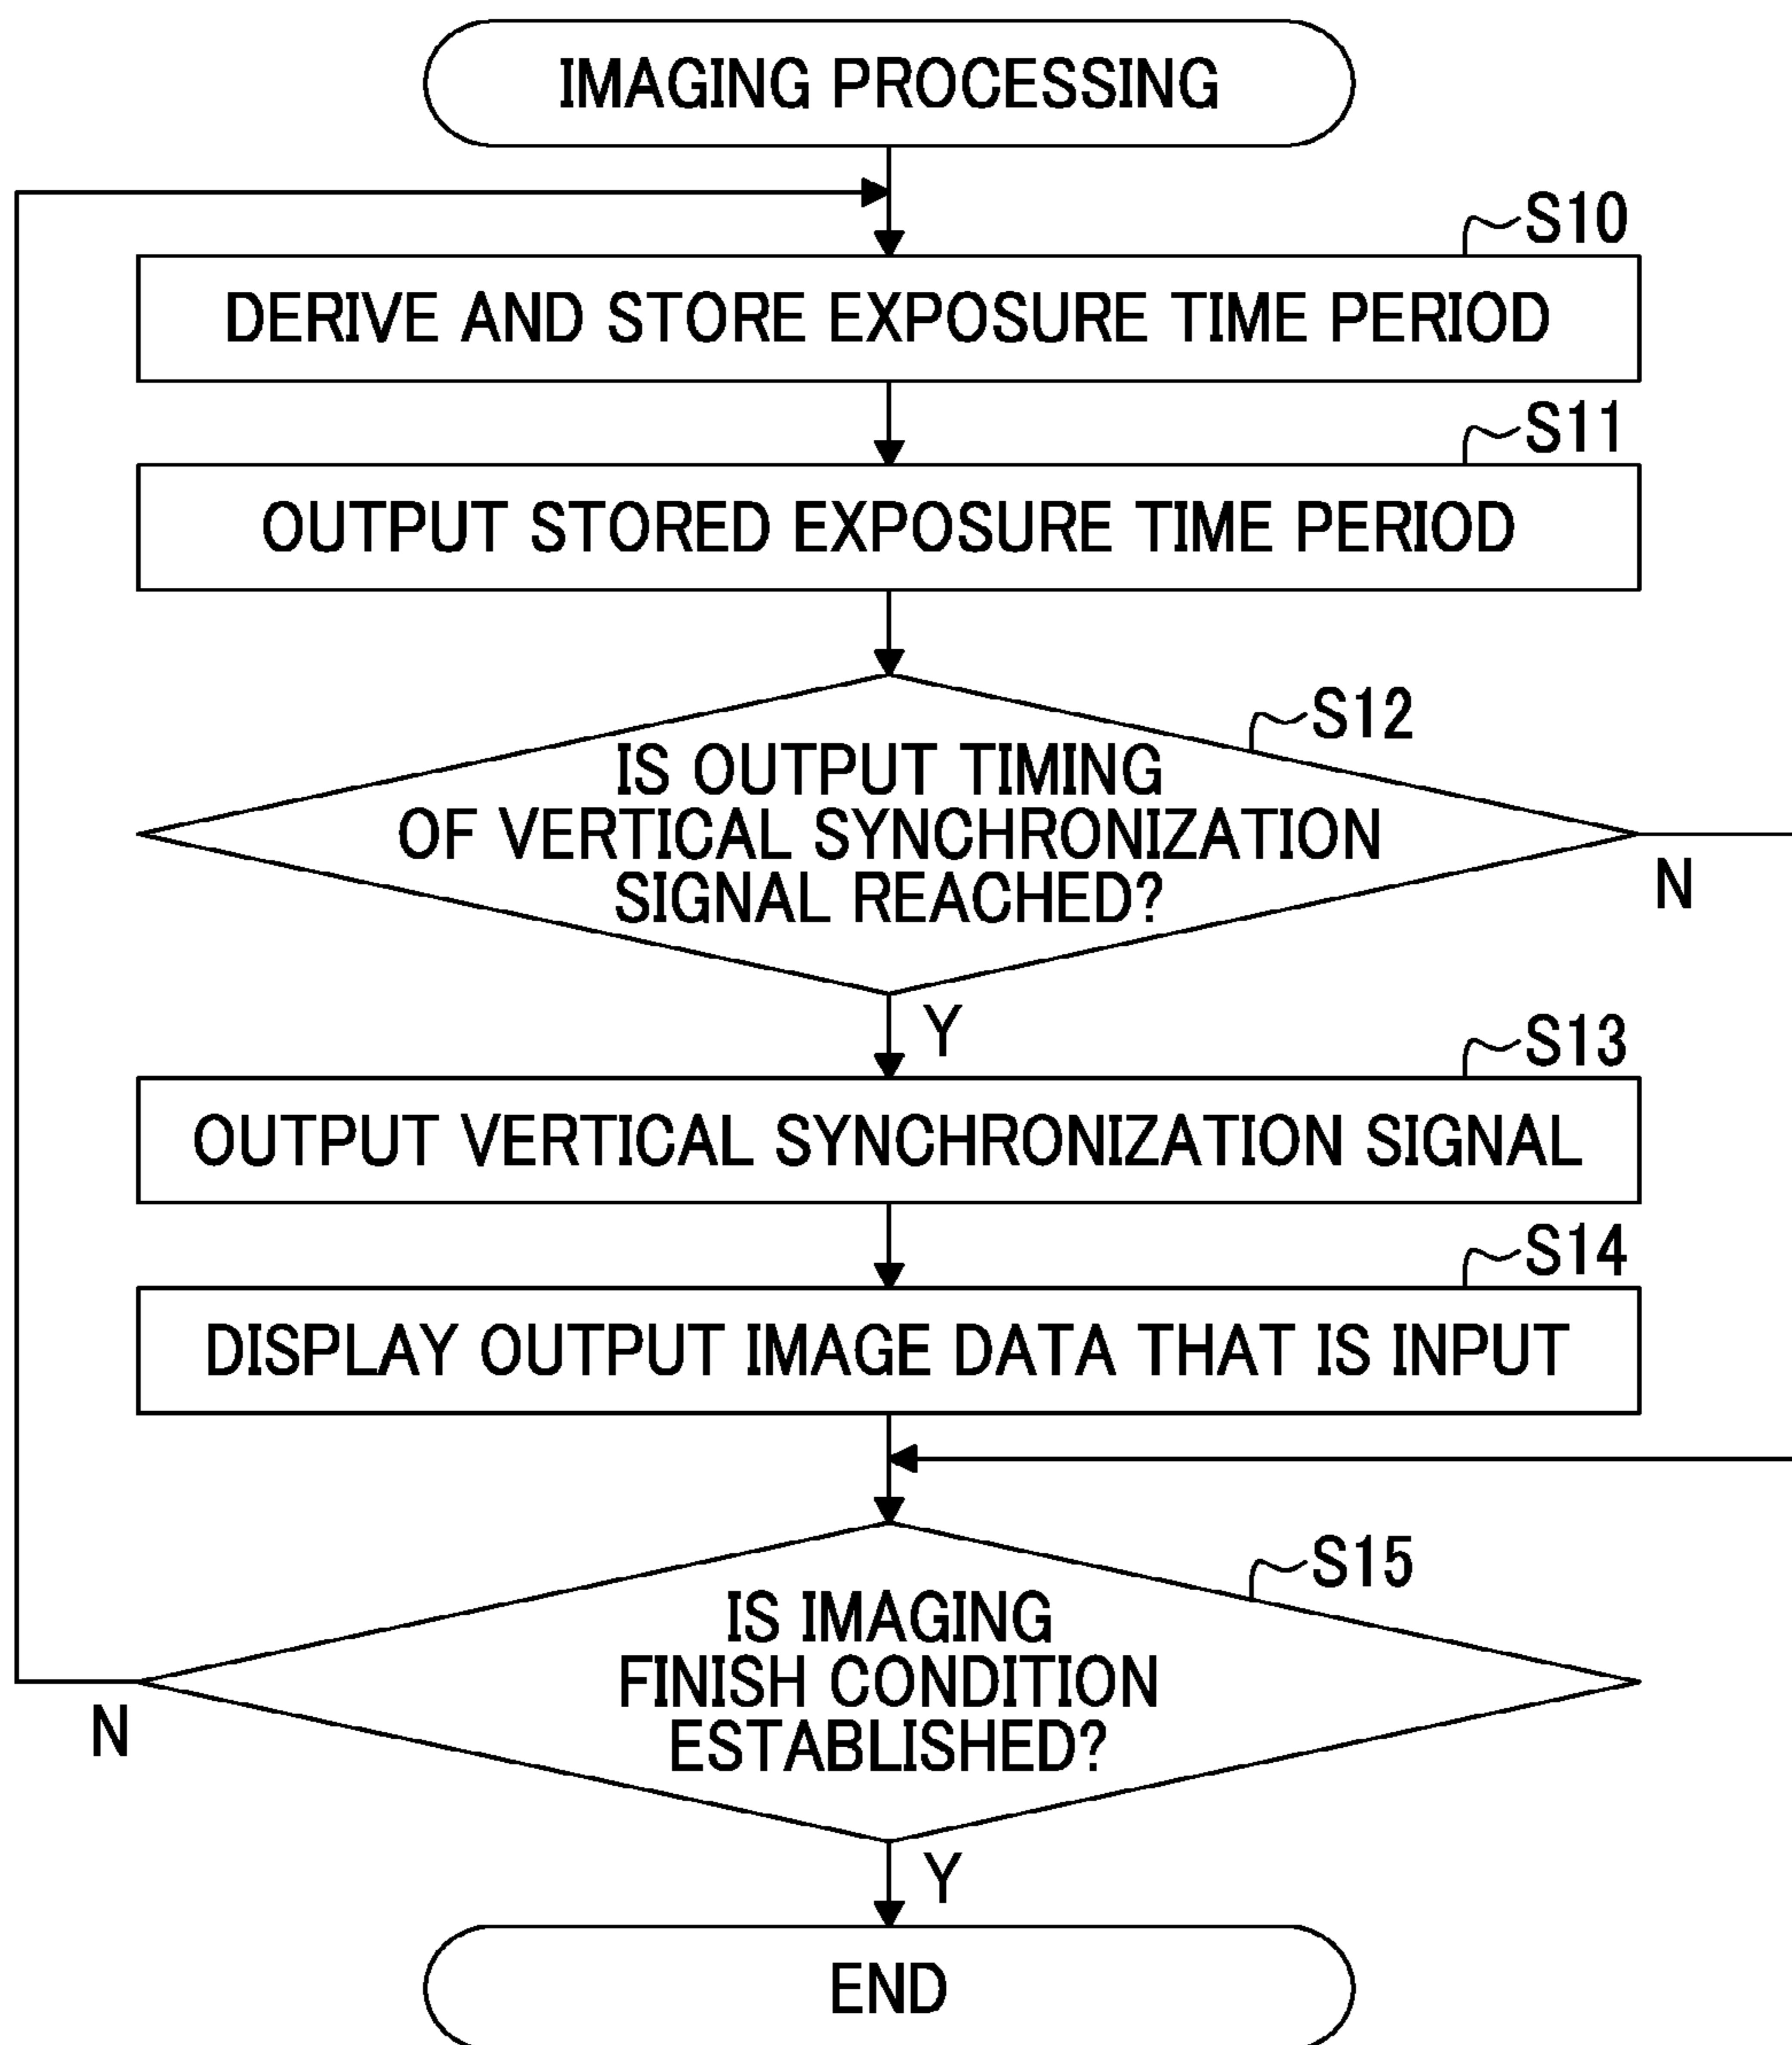 IMAGING PROCESSING
S10
DERIVE AND STORE EXPOSURE TIME PERIOD
S11
OUTPUT STORED EXPOSURE TIME PERIOD
S12
IS OUTPUT TIMING
OF VERTICAL SYNCHRONIZATION
SIGNAL REACHED?
N
Y
S13
OUTPUT VERTICAL SYNCHRONIZATION SIGNAL
S14
DISPLAY OUTPUT IMAGE DATA THAT IS INPUT
S15
IS IMAGING
FINISH CONDITION
ESTABLISHED?
N
Y
END